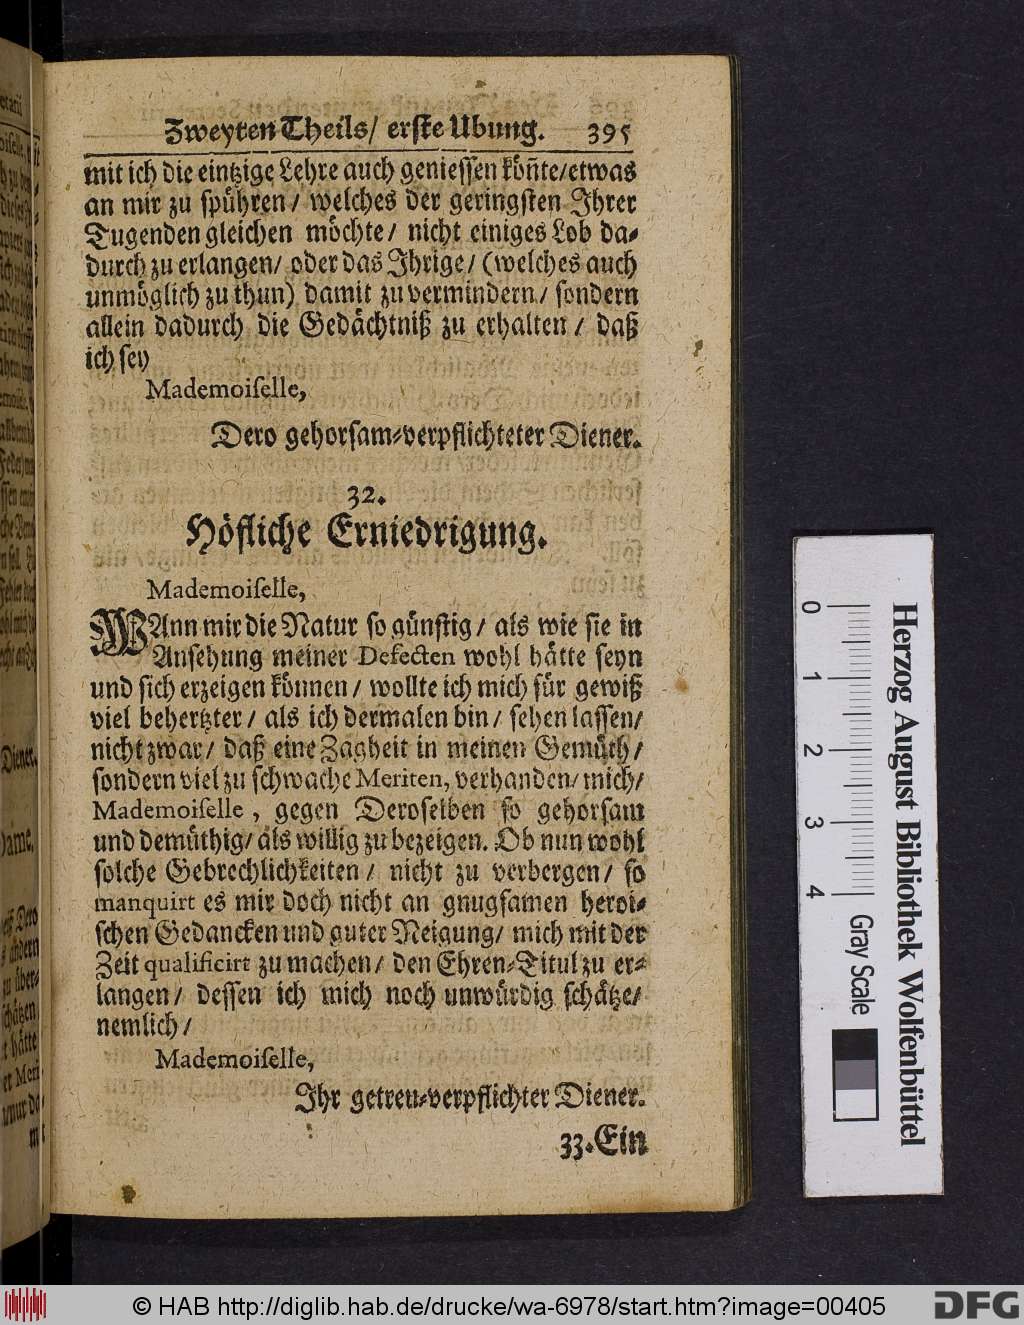 Zweyten Theils/ erste Ubung. 395
mit ich die eintzige Lehre auch geniessen kön̄te/etwas
an mir zu spühren/ welches der geringsten Ihrer
Tugenden gleichen möchte/ nicht einiges Lob da-
durch zu erlangen/ oder das Ihrige/ (welches auch
unmöglich zu thun) damit zu vermindern/ sondern
allein dadurch die Gedächtniß zu erhalten/ daß
ich sey
Mademoiselle,
Dero gehorsam-verpflichteter Diener.
32.
Höfliche Erniedrigung.
Mademoiselle,
WAnn mir die Natur so günstig/ als wie sie in
Ansehung meiner Defecten wohl hätte seyn
und sich erzeigen können/ wollte ich mich für gewiß
viel behertzter/ als ich dermalen bin/ sehen lassen/
nicht zwar/ daß eine Zagheit in meinen Gemüth/
sondern viel zu schwache Meriten, verhanden/ mich/
Mademoiselle, gegen Deroselben so gehorsam
und demüthig/ als willig zu bezeigen. Ob nun wohl
solche Gebrechlichkeiten/ nicht zu verbergen/ so
manquirt es mir doch nicht an gnugsamen heroi-
schen Gedancken und guter Neigung/ mich mit der
Zeit qualificirt zu machen/ den Ehren-Titul zu er-
langen/ dessen ich mich noch unwürdig schätze/
nemlich/
Mademoiselle,
Ihr getreu-verpflichter Diener.
33. Ein
Diener.
Dame,
0 1 2 3 4
Gray Scale
Herzog August Bibliothek Wolfenbüttel
© HAB http://diglib.hab.de/drucke/wa-6978/start.htm?image=00405
DFG